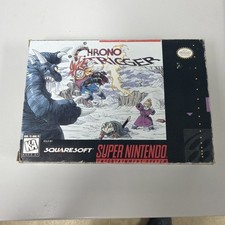 CHRONO
TRIGGER
SQUARESOFT
SUPER NINTENDO